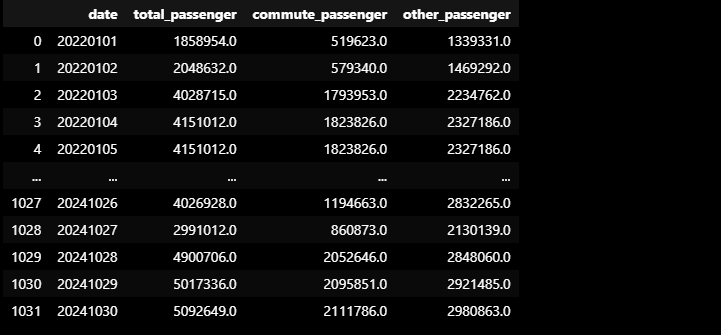 date total_passenger commute_passenger other_passenger
0 20220101 1858954.0 519623.0 1339331.0
1 20220102 2048632.0 579340.0 1469292.0
2 20220103 4028715.0 1793953.0 2234762.0
3 20220104 4151012.0 1823826.0 2327186.0
4 20220105 4151012.0 1823826.0 2327186.0
... ... ... ... ...
1027 20241026 4026928.0 1194663.0 2832265.0
1028 20241027 2991012.0 860873.0 2130139.0
1029 20241028 4900706.0 2052646.0 2848060.0
1030 20241029 5017336.0 2095851.0 2921485.0
1031 20241030 5092649.0 2111786.0 2980863.0